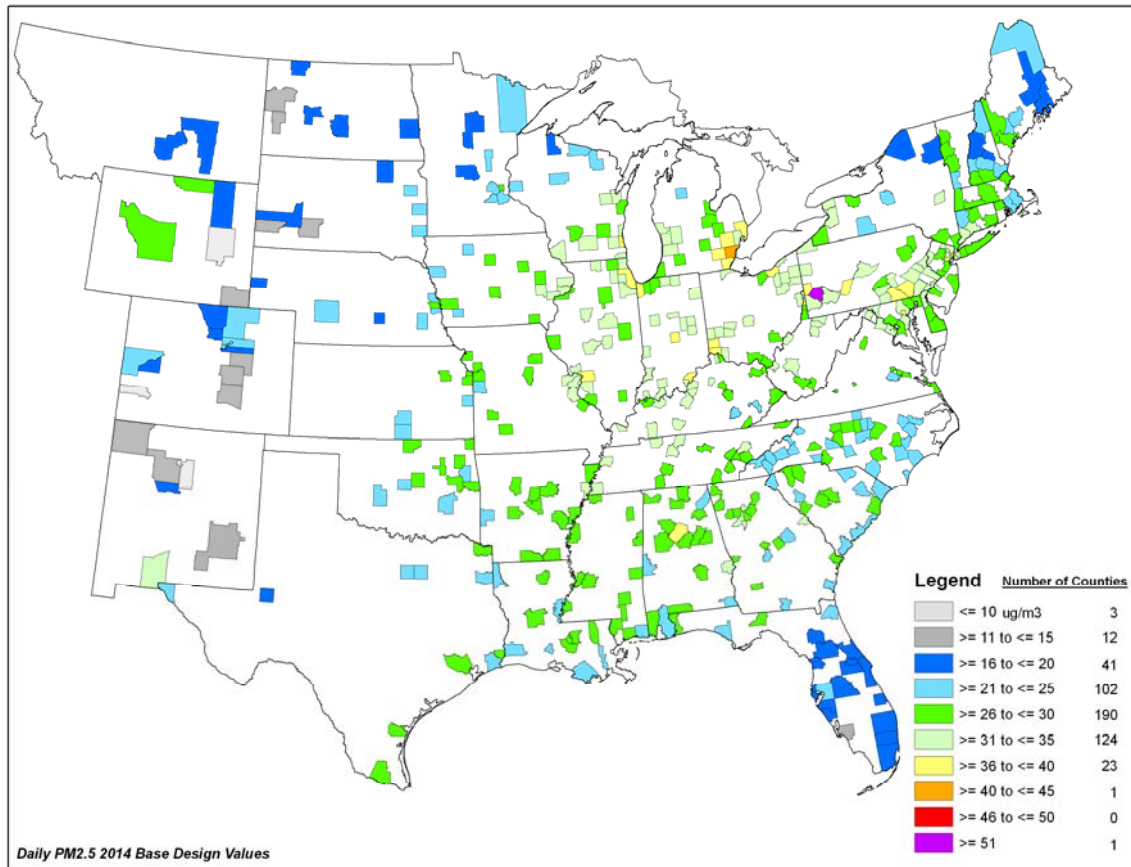 Legend Number of Counties
<= 10 ug/m3 3
>= 11 to <= 15 12
>= 16 to <= 20 41
>= 21 to <= 25 102
>= 26 to <= 30 190
>= 31 to <= 35 124
>= 36 to <= 40 23
>= 40 to <= 45 1
>= 46 to <= 50 0
>= 51 1
Daily PM2.5 2014 Base Design Values